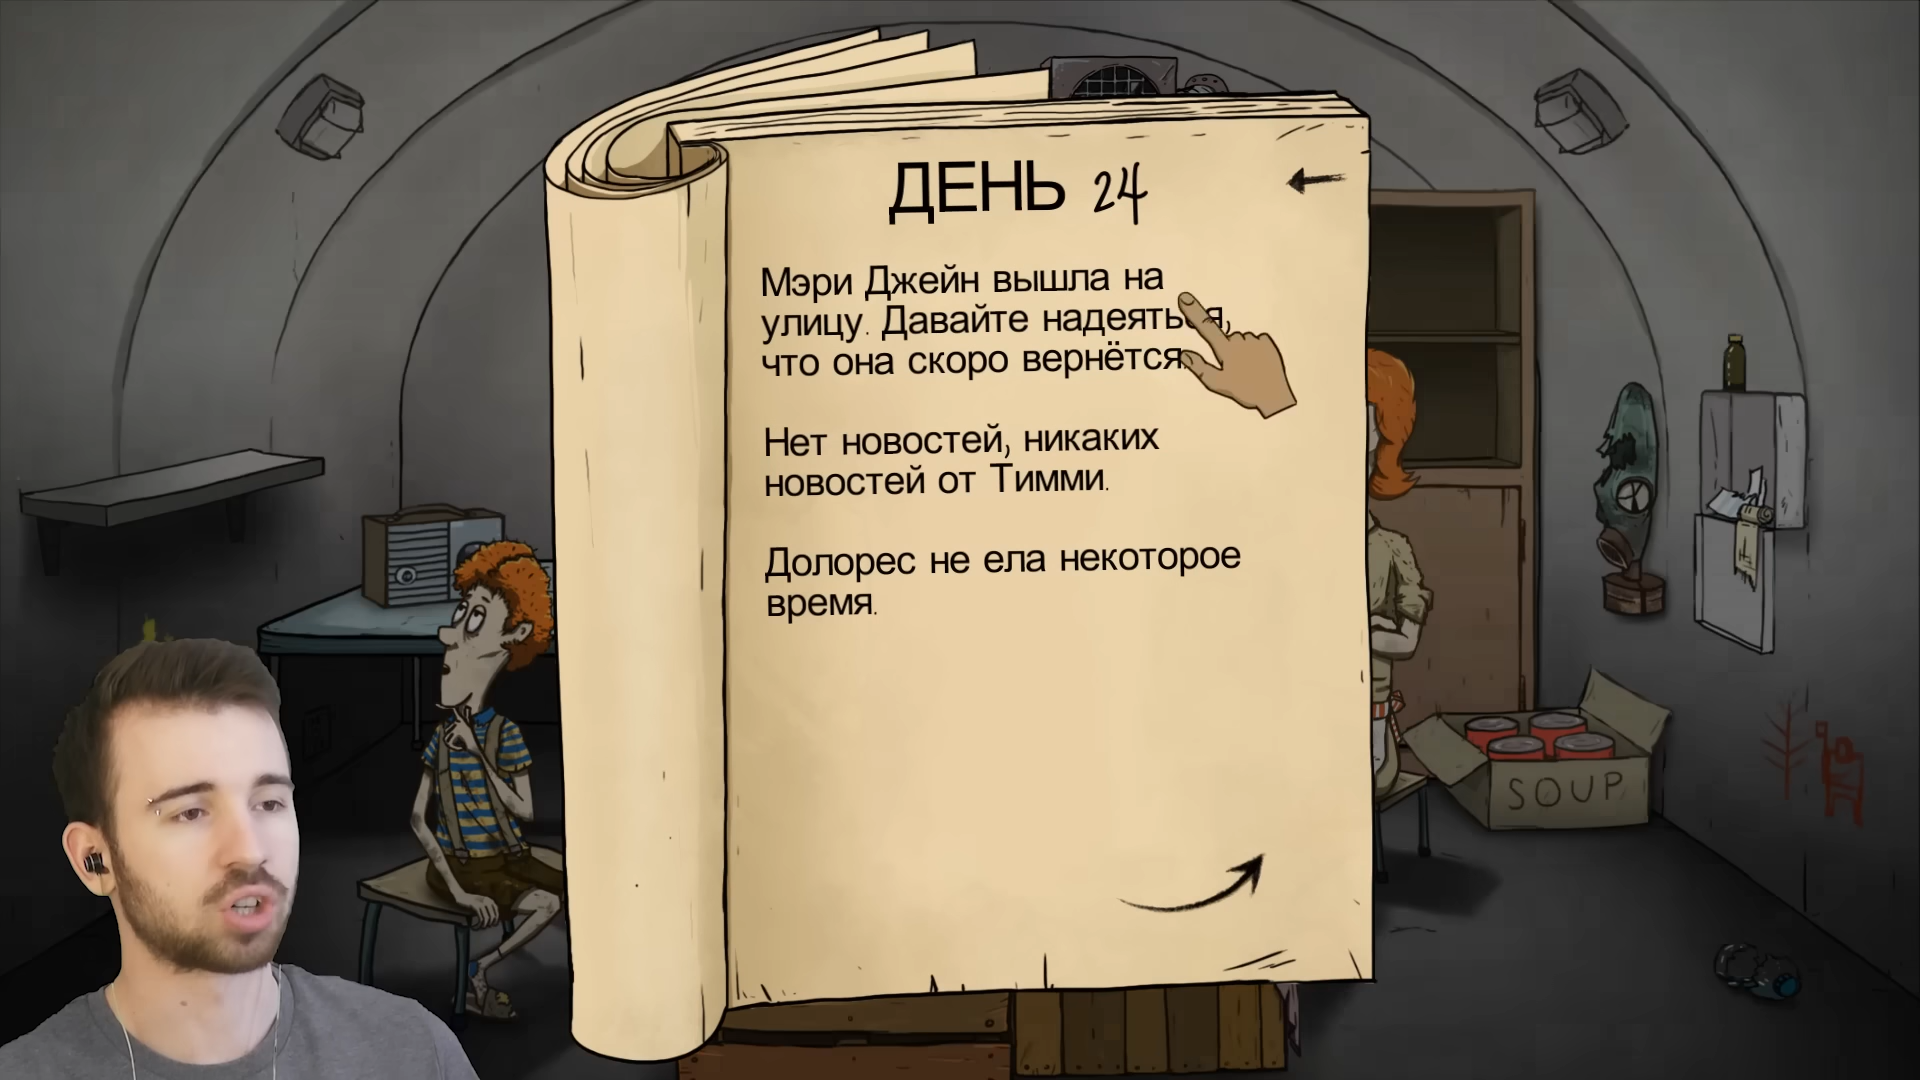 ДЕНЬ 24
Мэри Джейн вышла на
улицу. Давайте надеяться,
что она скоро вернётся.
Нет новостей, никаких
новостей от Тимми.
Долорес не ела некоторое
время.
SOUP